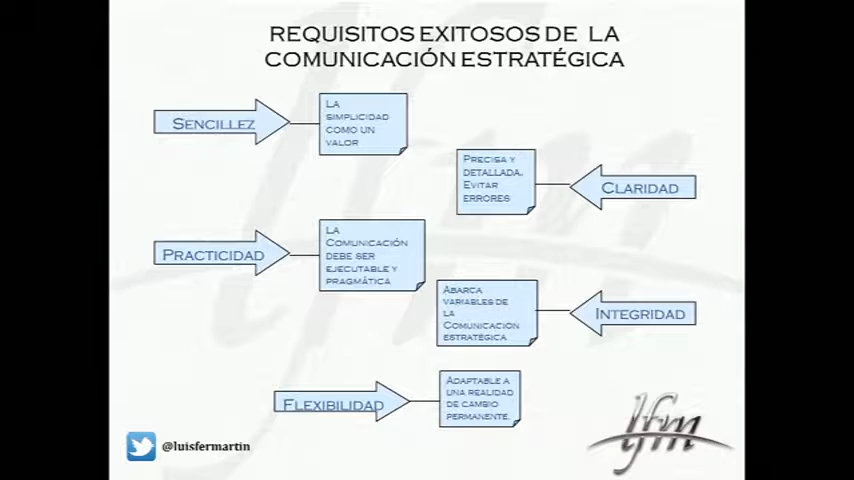 REQUISITOS EXITOSOS DE LA
COMUNICACIÓN ESTRATÉGICA
SENCILLEZ
LA
SIMPLICIDAD
COMO UN
VALOR
PRECISA Y
DETALLADA.
EVITAR
ERRORES
CLARIDAD
PRACTICIDAD
LA
COMUNICACIÓN
DEBE SER
EJECUTABLE Y
PRAGMÁTICA
ABARCA
VARIABLES DE
LA
COMUNICACIÓN
ESTRATÉGICA
INTEGRIDAD
FLEXIBILIDAD
ADAPTABLE A
UNA REALIDAD
DE CAMBIO
PERMANENTE.
@luisfermartin
lfm